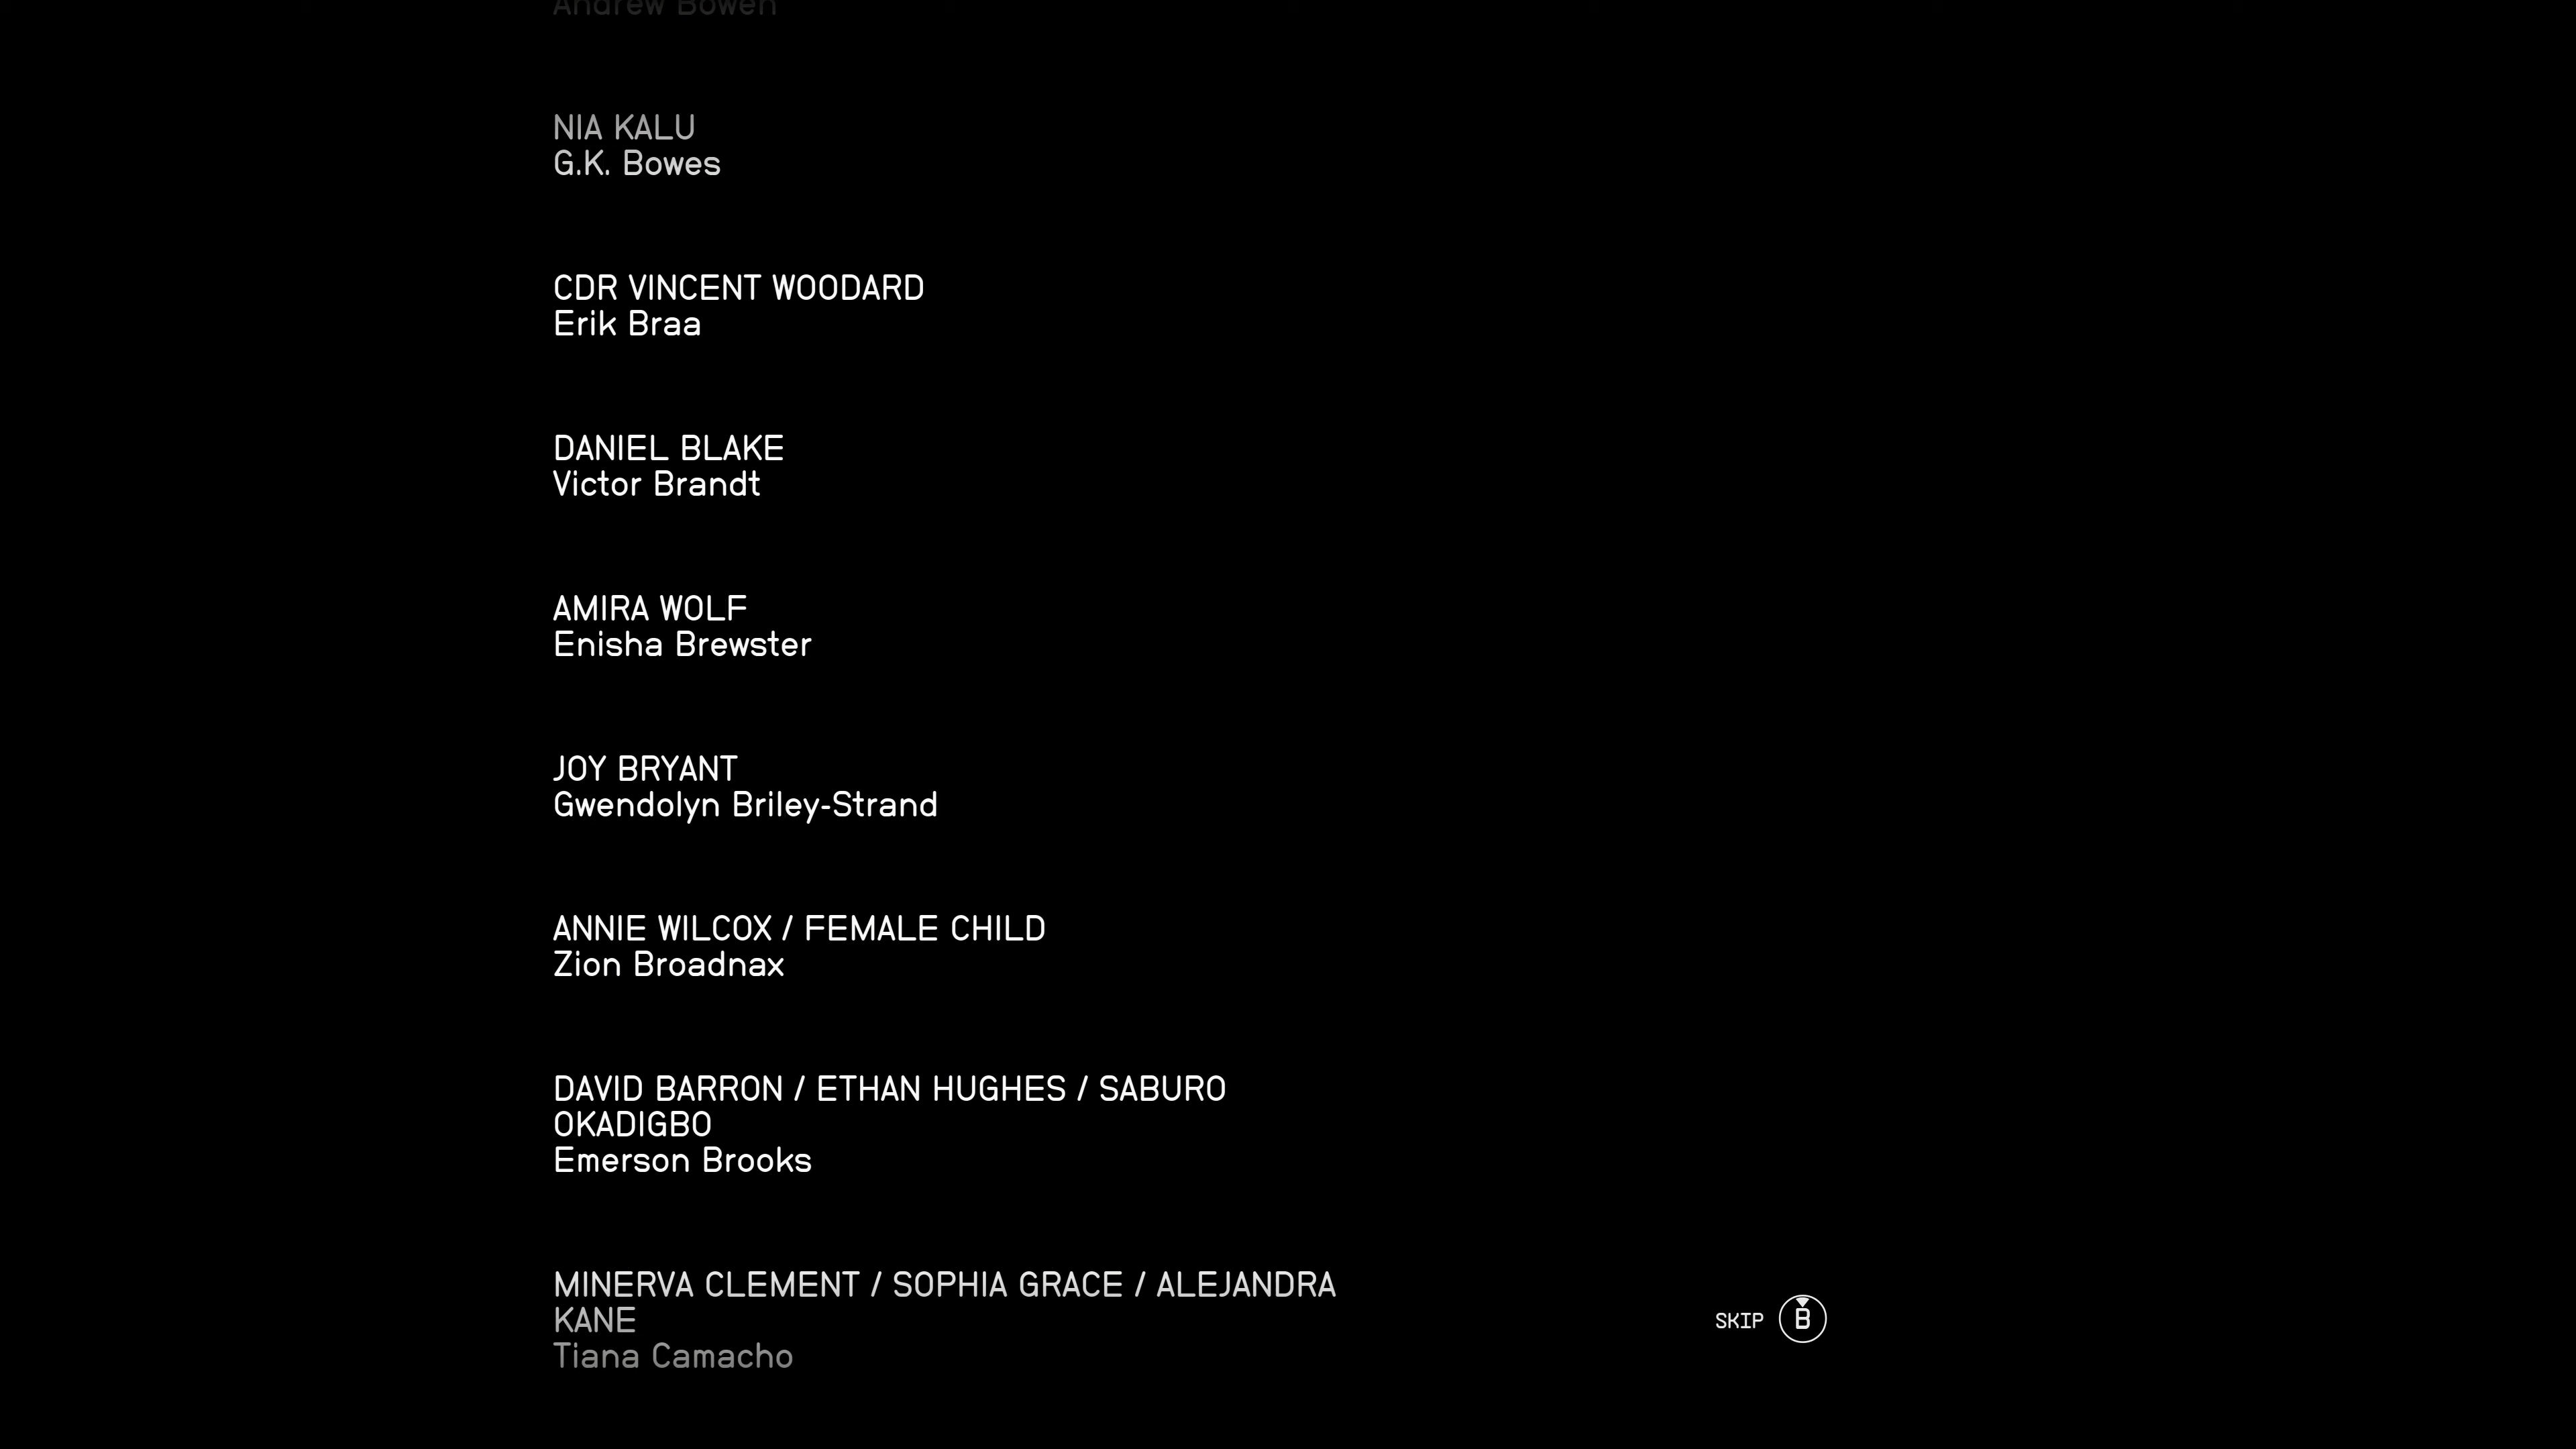 Andrew Bowen
NIA KALU
G.K. Bowes
CDR VINCENT WOODARD
Erik Braa
DANIEL BLAKE
Victor Brandt
AMIRA WOLF
Enisha Brewster
JOY BRYANT
Gwendolyn Briley-Strand
ANNIE WILCOX / FEMALE CHILD
Zion Broadnax
DAVID BARRON / ETHAN HUGHES / SABURO
OKADIGBO
Emerson Brooks
MINERVA CLEMENT / SOPHIA GRACE / ALEJANDRA
KANE
Tiana Camacho
SKIP B